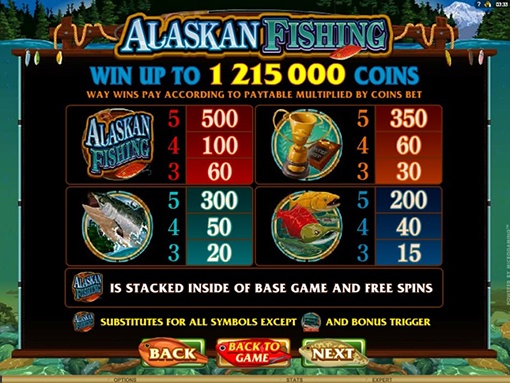 ? 03:33
ALASKAN FISHING
WIN UP TO 1 215 000 COINS
WAY WINS PAY ACCORDING TO PAYTABLE MULTIPLIED BY COINS BET
ALASKAN FISHING
5 500
4 100
3 60
5 350
4 60
3 30
5 300
4 50
3 20
5 200
4 40
3 15
ALASKAN FISHING IS STACKED INSIDE OF BASE GAME AND FREE SPINS
SUBSTITUTES FOR ALL SYMBOLS EXCEPT AND BONUS TRIGGER
BACK
BACK TO GAME
NEXT
OPTIONS STATS EXPERT